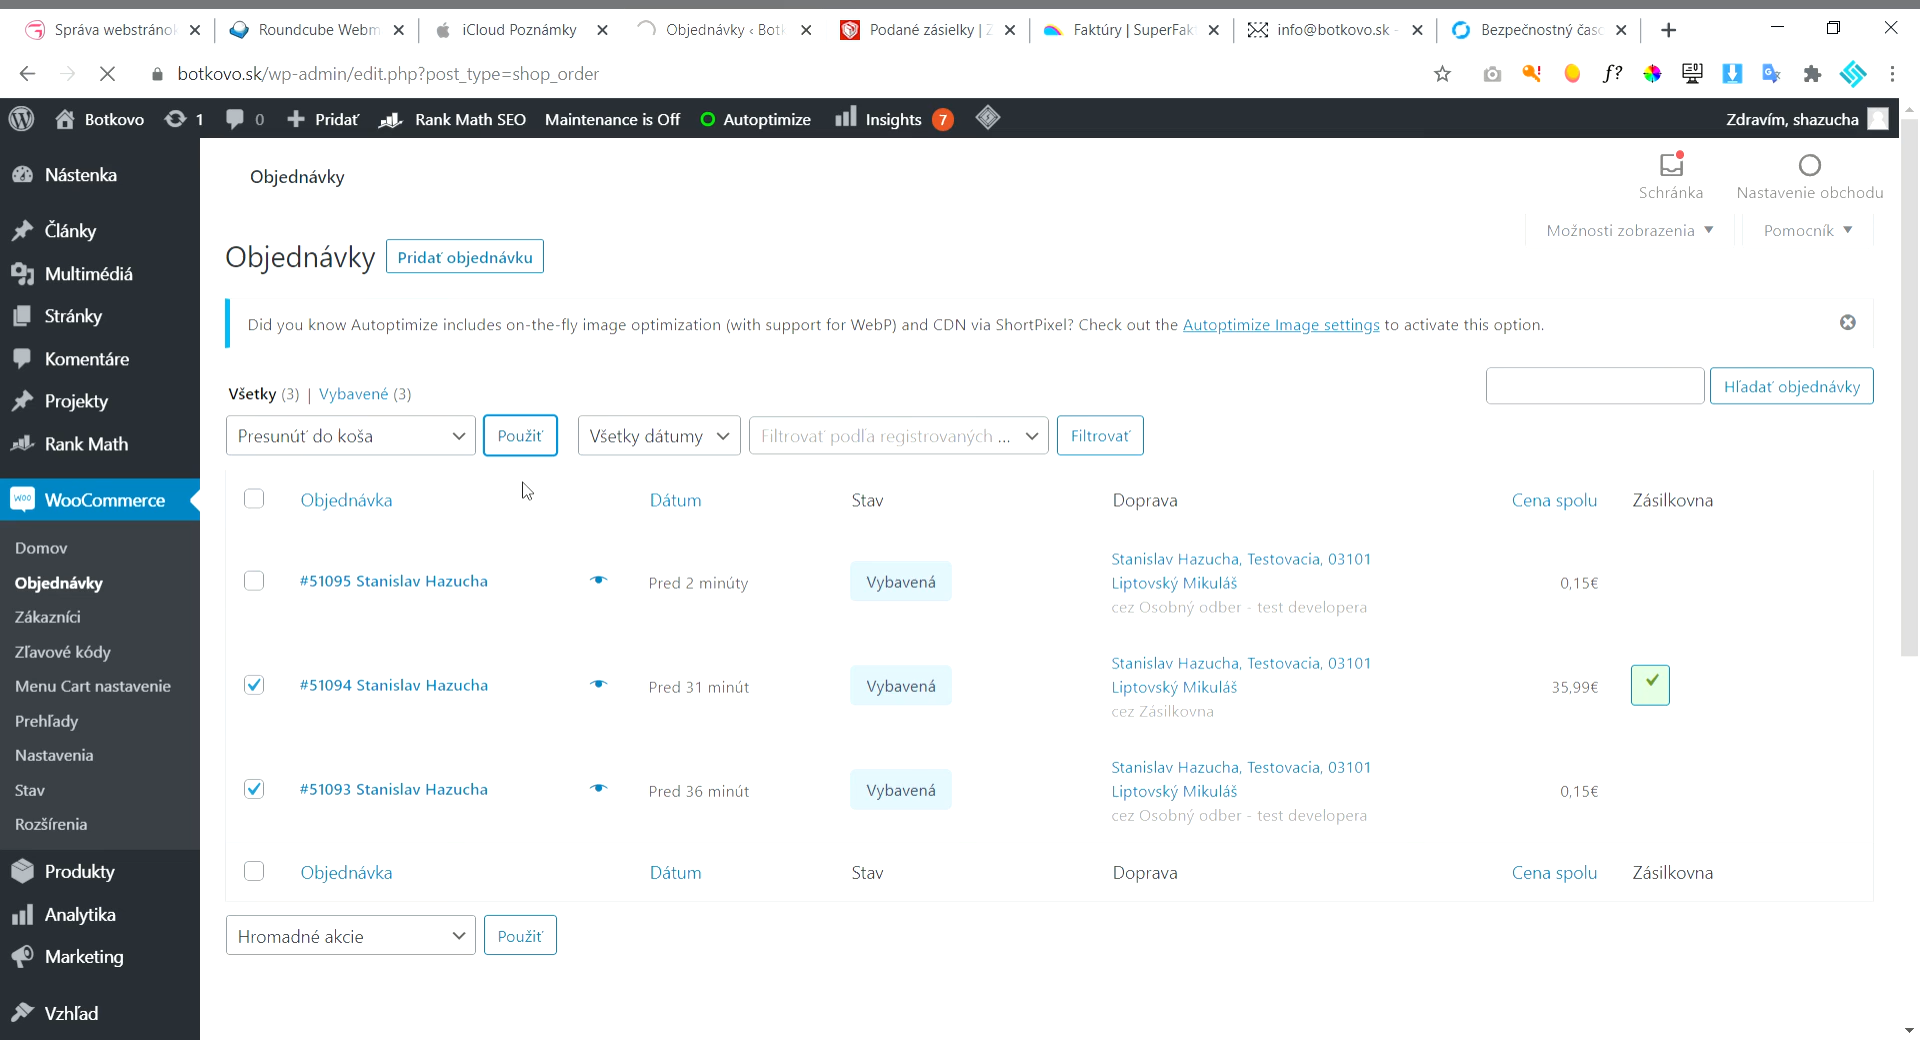 Správa webstránok
Roundcube Webm
iCloud Poznámky
Objednávky ‹ Botk
Podané zásielky | Z
Faktúry | SuperFakt
info@botkovo.sk -
Bezpečnostný časo
botkovo.sk/wp-admin/edit.php?post_type=shop_order
f?
Botkovo
1
0
Pridať
Rank Math SEO
Maintenance is Off
Autoptimize
Insights
7
Zdravím, shazucha
Nástenka
Články
Multimédiá
Stránky
Komentáre
Projekty
Rank Math
WooCommerce
Domov
Objednávky
Zákazníci
Zľavové kódy
Menu Cart nastavenie
Prehľady
Nastavenia
Stav
Rozšírenia
Produkty
Analytika
Marketing
Vzhľad
Objednávky
Schránka
Nastavenie obchodu
Možnosti zobrazenia
Pomocník
Objednávky
Pridať objednávku
Did you know Autoptimize includes on-the-fly image optimization (with support for WebP) and CDN via ShortPixel? Check out the Autoptimize Image settings to activate this option.
Všetky (3) | Vybavené (3)
Hľadať objednávky
Presunúť do koša
Použiť
Všetky dátumy
Filtrovať podľa registrovaných ...
Filtrovať
Objednávka Dátum Stav Doprava Cena spolu Zásilkovna
#51095 Stanislav Hazucha Pred 2 minúty Vybavená 0,15€
Stanislav Hazucha, Testovacia, 03101
Liptovský Mikuláš
cez Osobný odber - test developera
#51094 Stanislav Hazucha Pred 31 minút Vybavená 35,99€
Stanislav Hazucha, Testovacia, 03101
Liptovský Mikuláš
cez Zásilkovna
#51093 Stanislav Hazucha Pred 36 minút Vybavená 0,15€
Stanislav Hazucha, Testovacia, 03101
Liptovský Mikuláš
cez Osobný odber - test developera
Objednávka Dátum Stav Doprava Cena spolu Zásilkovna
Hromadné akcie
Použiť